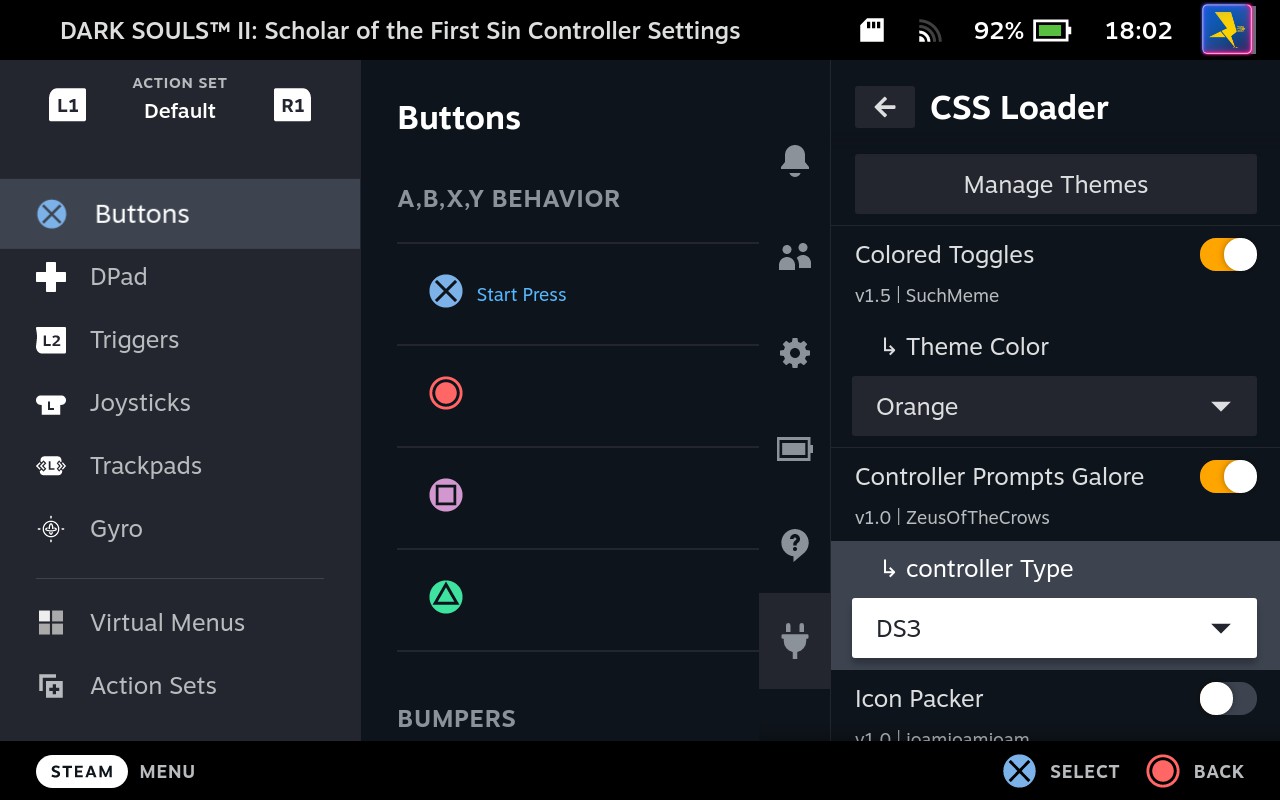 DARK SOULS™ II: Scholar of the First Sin Controller Settings
92%
18:02
L1
ACTION SET
Default
R1
Buttons
DPad
L2
Triggers
L
Joysticks
L
Trackpads
Gyro
Virtual Menus
Action Sets
Buttons
A,B,X,Y BEHAVIOR
Start Press
BUMPERS
CSS Loader
Manage Themes
Colored Toggles
v1.5 | SuchMeme
↳ Theme Color
Orange
Controller Prompts Galore
v1.0 | ZeusOfTheCrows
↳ controller Type
DS3
Icon Packer
v1.0 | joamjoamjoam
STEAM
MENU
SELECT
BACK